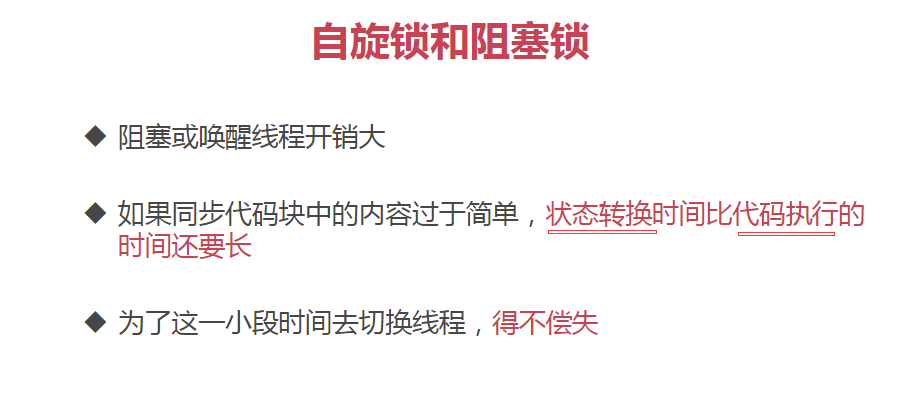 自旋锁和阻塞锁
◆ 阻塞或唤醒线程开销大
◆ 如果同步代码块中的内容过于简单，状态转换时间比代码执行的
时间还要长
◆ 为了这一小段时间去切换线程，得不偿失